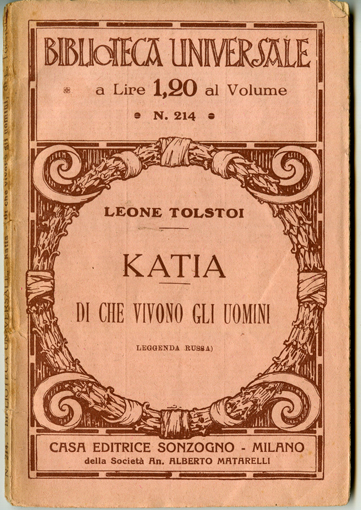 BIBLIOTECA UNIVERSALE
a Lire 1,20 al Volume
N. 214
LEONE TOLSTOI
KATIA
DI CHE VIVONO GLI UOMINI
LEGGENDA RUSSA)
CASA EDITRICE SONZOGNO - MILANO
della Società An. ALBERTO MATARELLI